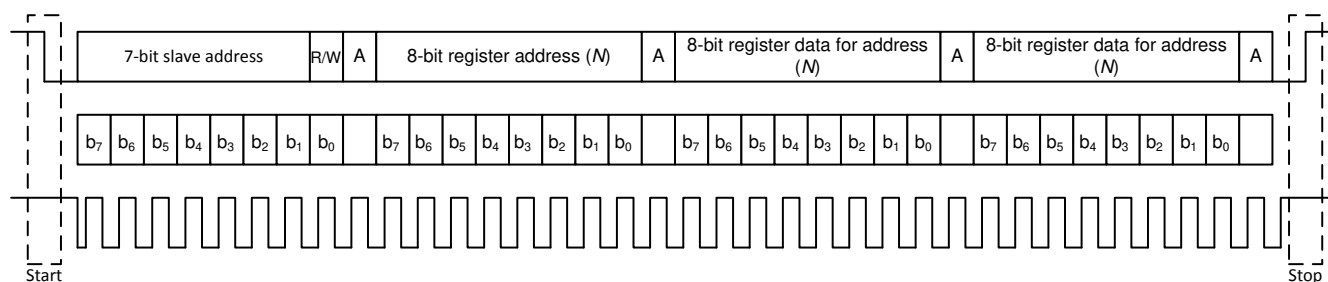 7-bit slave address R/W A 8-bit register address (N) A 8-bit register data for address (N) A 8-bit register data for address (N) A
b7 b6 b5 b4 b3 b2 b1 b0 b7 b6 b5 b4 b3 b2 b1 b0 b7 b6 b5 b4 b3 b2 b1 b0 b7 b6 b5 b4 b3 b2 b1 b0
Start Stop